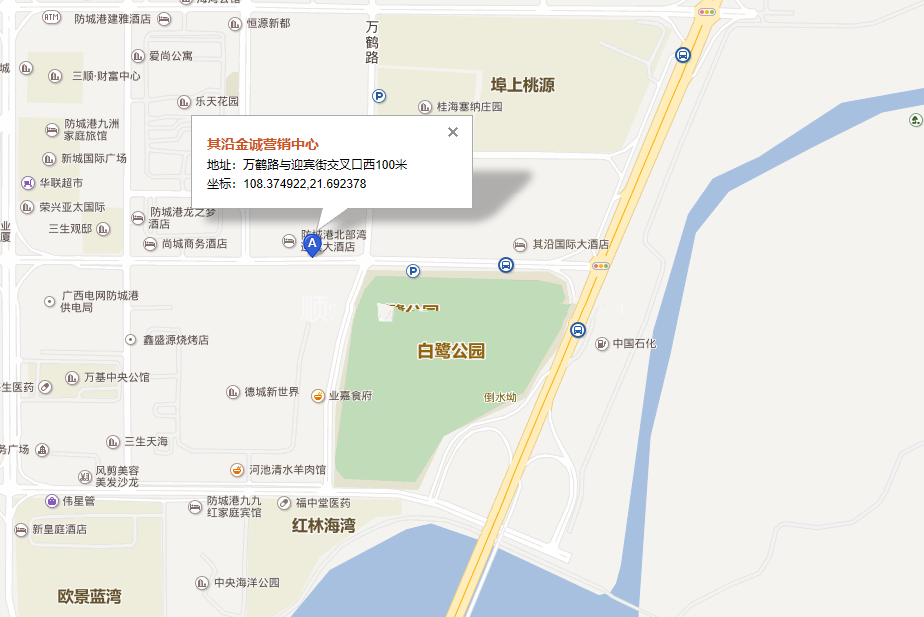 ATM
防城港建雅酒店
恒源新都
万鹤路
爱尚公寓
城
三顺·财富中心
埠上桃源
乐天花园
P
桂海塞纳庄园
防城港九洲
家庭旅馆
其沿金诚营销中心
地址：万鹤路与迎宾街交叉口西100米
坐标：108.374922,21.692378
新城国际广场
华联超市
荣兴亚太国际
业厦
三生观邸
防城港龙之梦
酒店
尚城商务酒店
防城港北部湾
大酒店
A
其沿国际大酒店
P
广西电网防城港
供电局
顺
鹭公园
白鹭公园
鑫盛源烧烤店
中国石化
万基中央公馆
生医药
德城新世界
业嘉食府
倒水坳
三生天海
务广场
风剪美容
美发沙龙
河池清水羊肉馆
伟星管
防城港九九
红家庭宾馆
福中堂医药
红林海湾
新皇庭酒店
中央海洋公园
欧景蓝湾